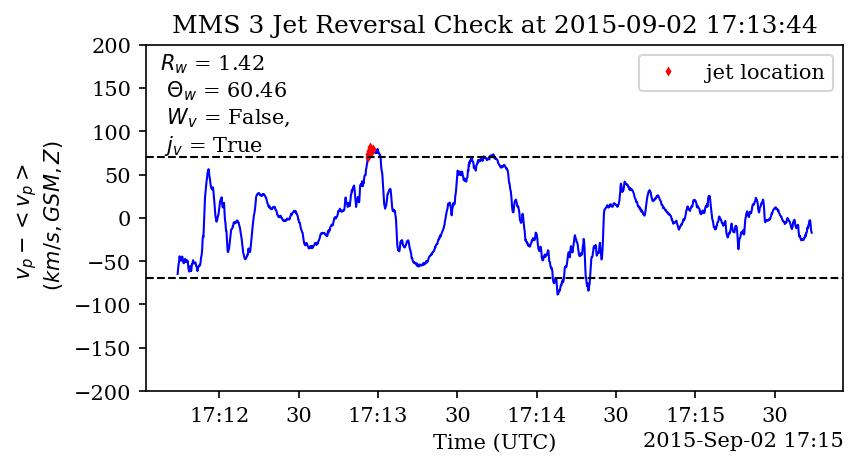 MMS 3 Jet Reversal Check at 2015-09-02 17:13:44
200
150
100
50
0
−50
−100
−150
−200
v_p − < v_p >
(km/s, GSM, Z)
R_w = 1.42
Θ_w = 60.46
W_v = False,
j_v = True
jet location
17:12 30 17:13 30 17:14 30 17:15 30
Time (UTC)
2015-Sep-02 17:15